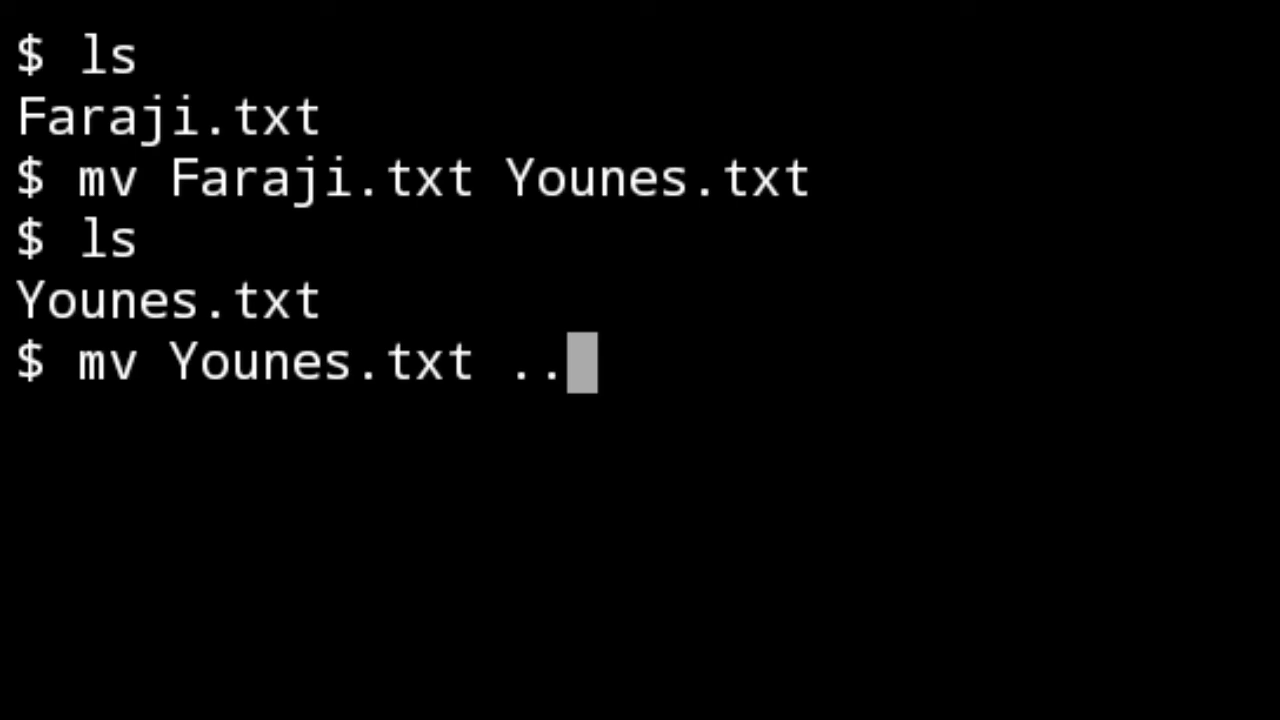 $ ls
Faraji.txt
$ mv Faraji.txt Younes.txt
$ ls
Younes.txt
$ mv Younes.txt ..